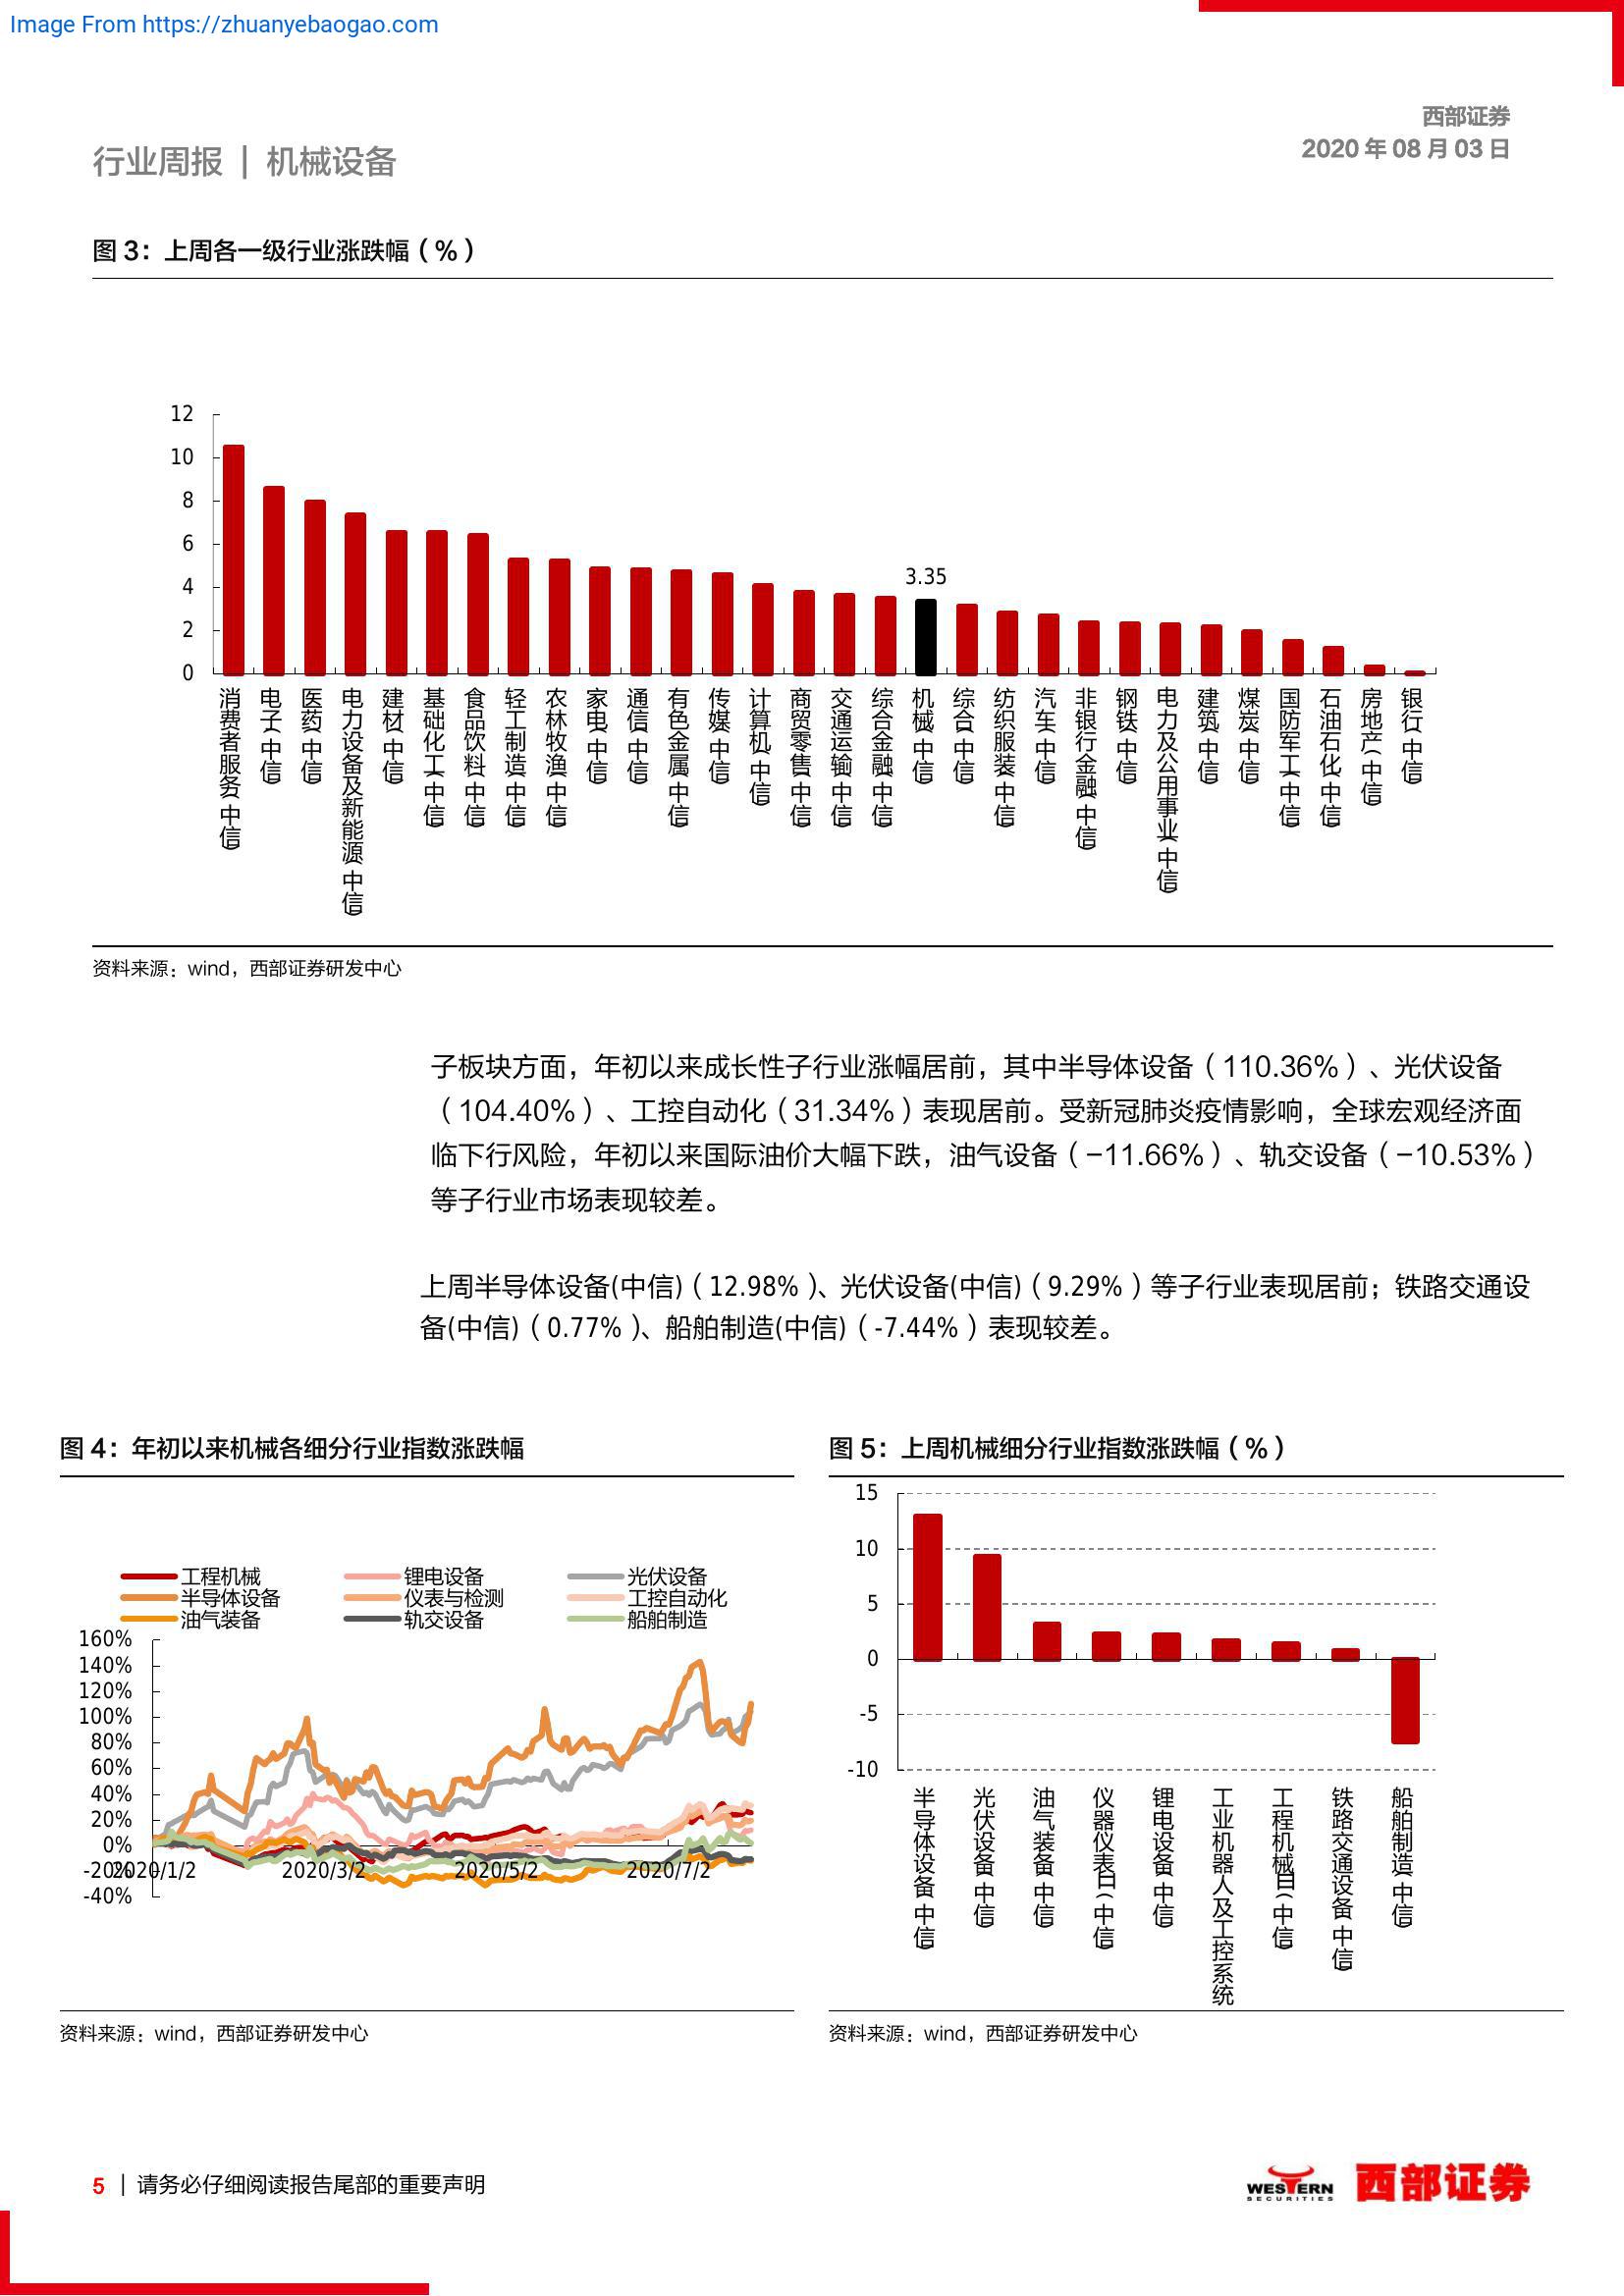 Image From https://zhuanyebaogao.com
西部证券
2020 年 08 月 03 日
行业周报 | 机械设备
图 3：上周各一级行业涨跌幅（%）
12
10
8
6
4
2
0
3.35
消费者服务(中信)
电子(中信)
医药(中信)
电力设备及新能源(中信)
建材(中信)
基础化工(中信)
食品饮料(中信)
轻工制造(中信)
农林牧渔(中信)
家电(中信)
通信(中信)
有色金属(中信)
传媒(中信)
计算机(中信)
商贸零售(中信)
交通运输(中信)
综合金融(中信)
机械(中信)
综合(中信)
纺织服装(中信)
汽车(中信)
非银行金融(中信)
钢铁(中信)
电力及公用事业(中信)
建筑(中信)
煤炭(中信)
国防军工(中信)
石油石化(中信)
房地产(中信)
银行(中信)
资料来源：wind，西部证券研发中心
子板块方面，年初以来成长性子行业涨幅居前，其中半导体设备（110.36%）、光伏设备
（104.40%）、工控自动化（31.34%）表现居前。受新冠肺炎疫情影响，全球宏观经济面
临下行风险，年初以来国际油价大幅下跌，油气设备（-11.66%）、轨交设备（-10.53%）
等子行业市场表现较差。
上周半导体设备(中信)（12.98%）、光伏设备(中信)（9.29%）等子行业表现居前；铁路交通设
备(中信)（0.77%）、船舶制造(中信)（-7.44%）表现较差。
图 4：年初以来机械各细分行业指数涨跌幅
工程机械 锂电设备 光伏设备
半导体设备 仪表与检测 工控自动化
油气装备 轨交设备 船舶制造
160%
140%
120%
100%
80%
60%
40%
20%
0%
-20%
-40%
2020/1/2 2020/3/2 2020/5/2 2020/7/2
资料来源：wind，西部证券研发中心
图 5：上周机械细分行业指数涨跌幅（%）
15
10
5
0
-5
-10
半导体设备(中信)
光伏设备(中信)
油气装备(中信)
仪器仪表Ⅲ(中信)
锂电设备(中信)
工业机器人及工控系统
工程机械Ⅲ(中信)
铁路交通设备(中信)
船舶制造(中信)
资料来源：wind，西部证券研发中心
5 | 请务必仔细阅读报告尾部的重要声明
WESTERN
SECURITIES
西部证券